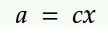 a = cx